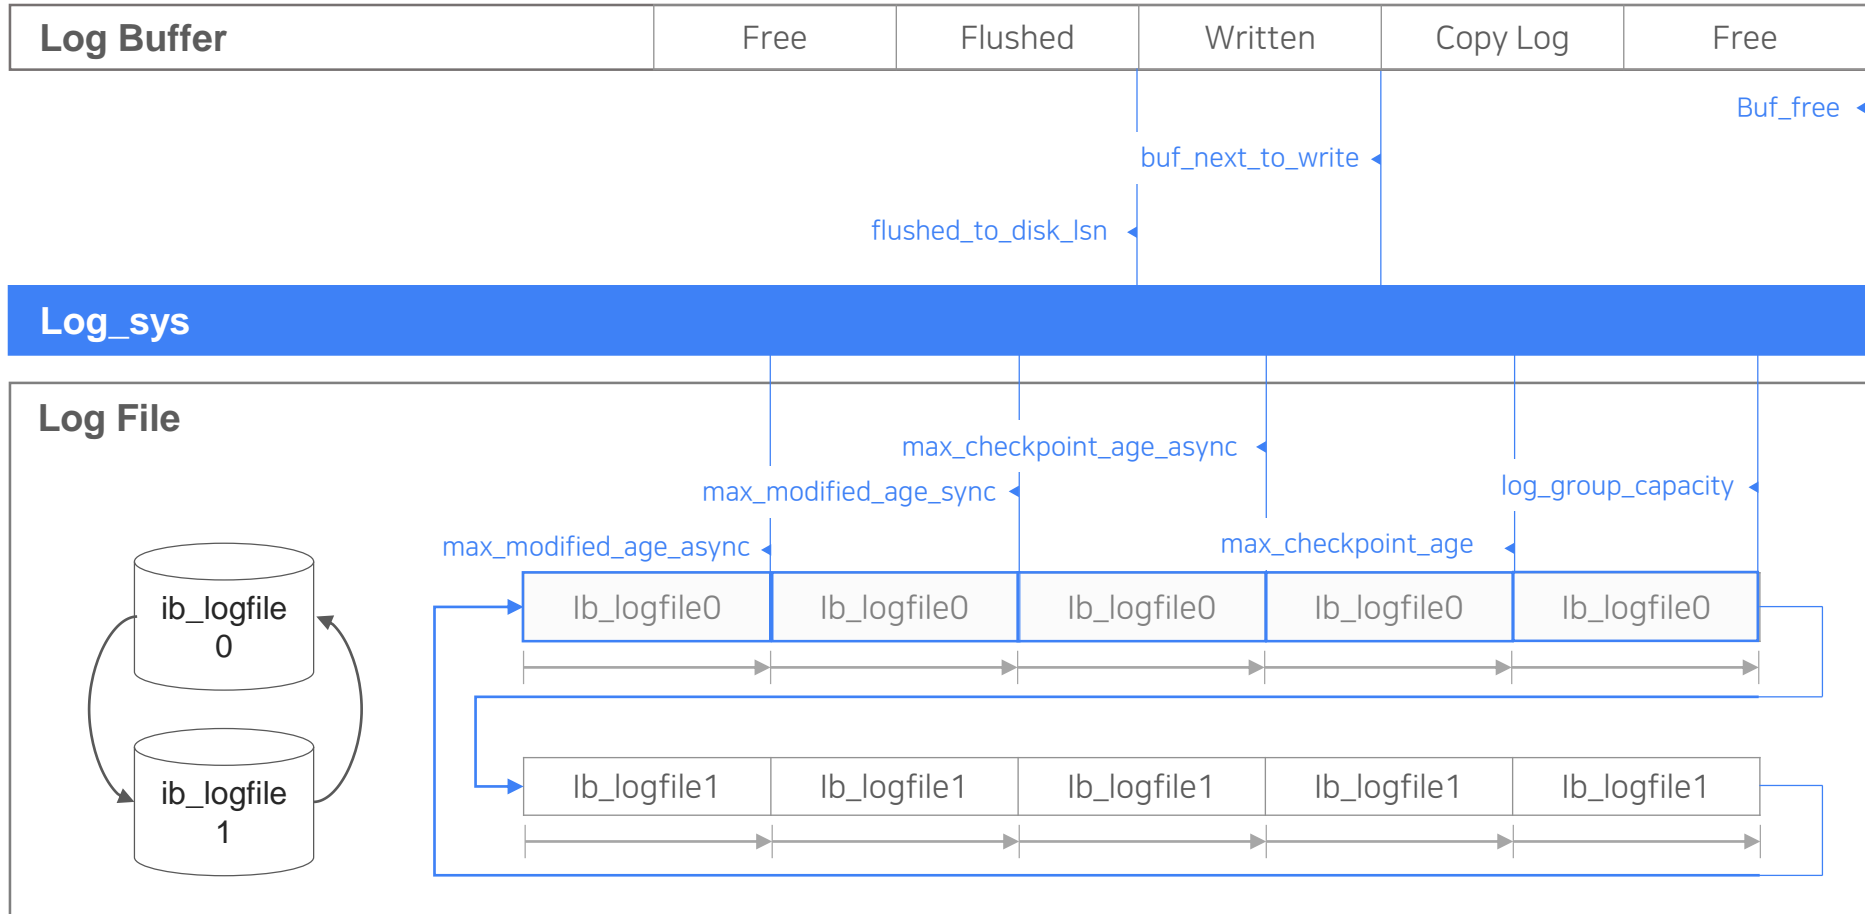 Log Buffer Free Flushed Written Copy Log Free
Buf_free
buf_next_to_write
flushed_to_disk_lsn
Log_sys
Log File
max_checkpoint_age_async
max_modified_age_sync
log_group_capacity
max_modified_age_async
max_checkpoint_age
ib_logfile
0
Ib_logfile0 Ib_logfile0 Ib_logfile0 Ib_logfile0 Ib_logfile0
ib_logfile
1
Ib_logfile1 Ib_logfile1 Ib_logfile1 Ib_logfile1 Ib_logfile1